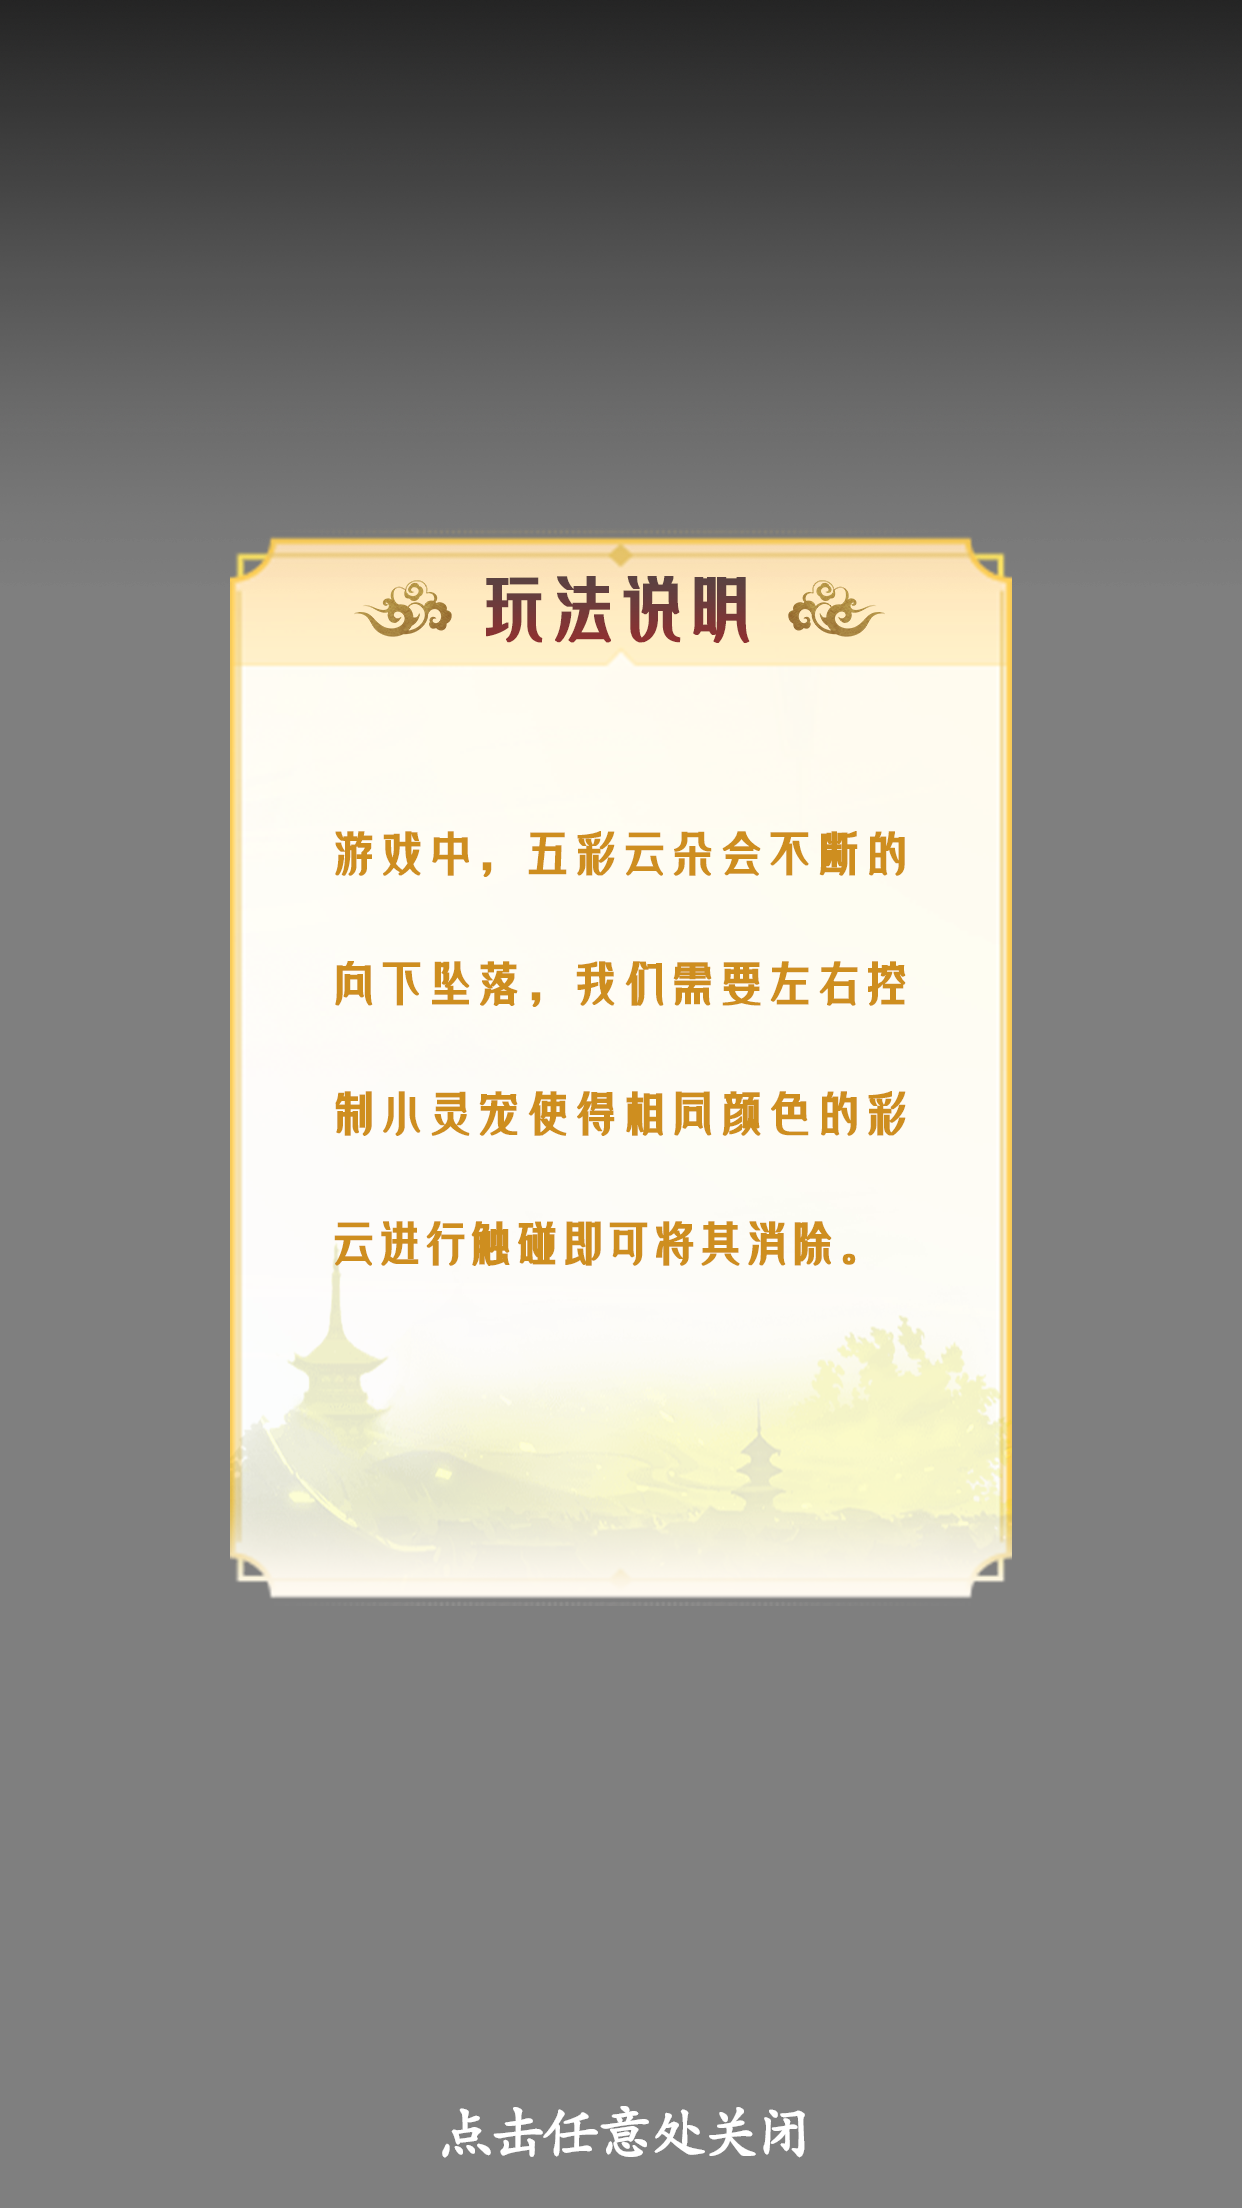 玩法说明
游戏中，五彩云朵会不断的
向下坠落，我们需要左右控
制小灵宠使得相同颜色的彩
云进行触碰即可将其消除。
点击任意处关闭